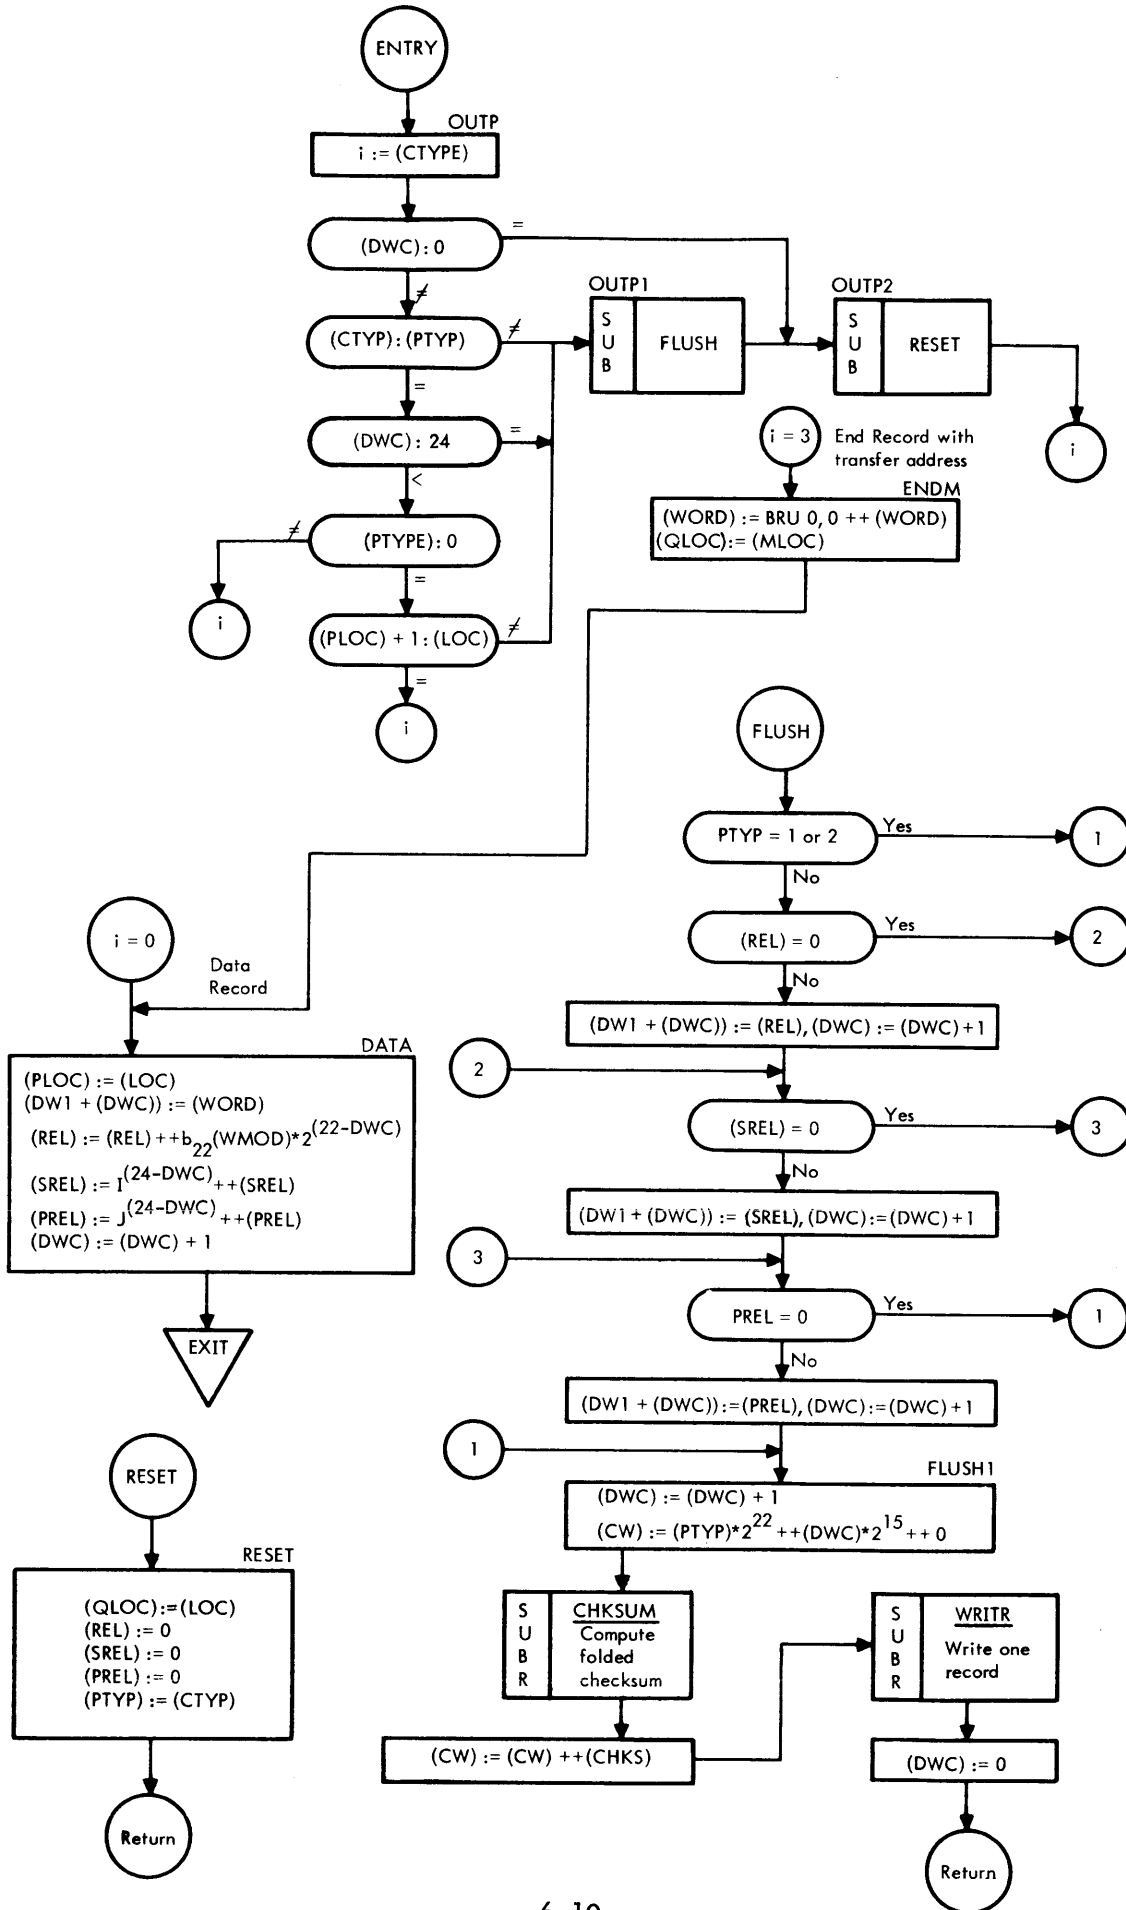 ENTRY
OUTP
i := (CTYPE)
(DWC) : 0
=
≠
OUTP1
OUTP2
(CTYP) : (PTYP)
≠
SUB
FLUSH
SUB
RESET
=
(DWC) : 24
=
i = 3
End Record with
transfer address
i
<
ENDM
(PTYPE) : 0
≠
(WORD) := BRU 0, 0 ++ (WORD)
(QLOC) := (MLOC)
=
i
(PLOC) + 1 : (LOC)
≠
=
i
FLUSH
PTYP = 1 or 2
Yes
1
No
i = 0
(REL) = 0
Yes
2
Data
Record
No
(DW1 + (DWC)) := (REL), (DWC) := (DWC) + 1
DATA
(PLOC) := (LOC)
(DW1 + (DWC)) := (WORD)
(REL) := (REL) ++b22(WMOD)*2(22-DWC)
(SREL) := I(24-DWC)++(SREL)
(PREL) := J(24-DWC)++(PREL)
(DWC) := (DWC) + 1
2
(SREL) = 0
Yes
3
No
(DW1 + (DWC)) := (SREL), (DWC) := (DWC) + 1
3
EXIT
PREL = 0
Yes
1
No
(DW1 + (DWC)) := (PREL), (DWC) := (DWC) + 1
1
RESET
FLUSH1
(DWC) := (DWC) + 1
(CW) := (PTYP)*2^22 ++(DWC)*2^15 ++ 0
RESET
(QLOC) := (LOC)
(REL) := 0
(SREL) := 0
(PREL) := 0
(PTYP) := (CTYP)
SUBR
CHKSUM
Compute
folded
checksum
SUBR
WRITR
Write one
record
(CW) := (CW) ++ (CHKS)
(DWC) := 0
Return
Return